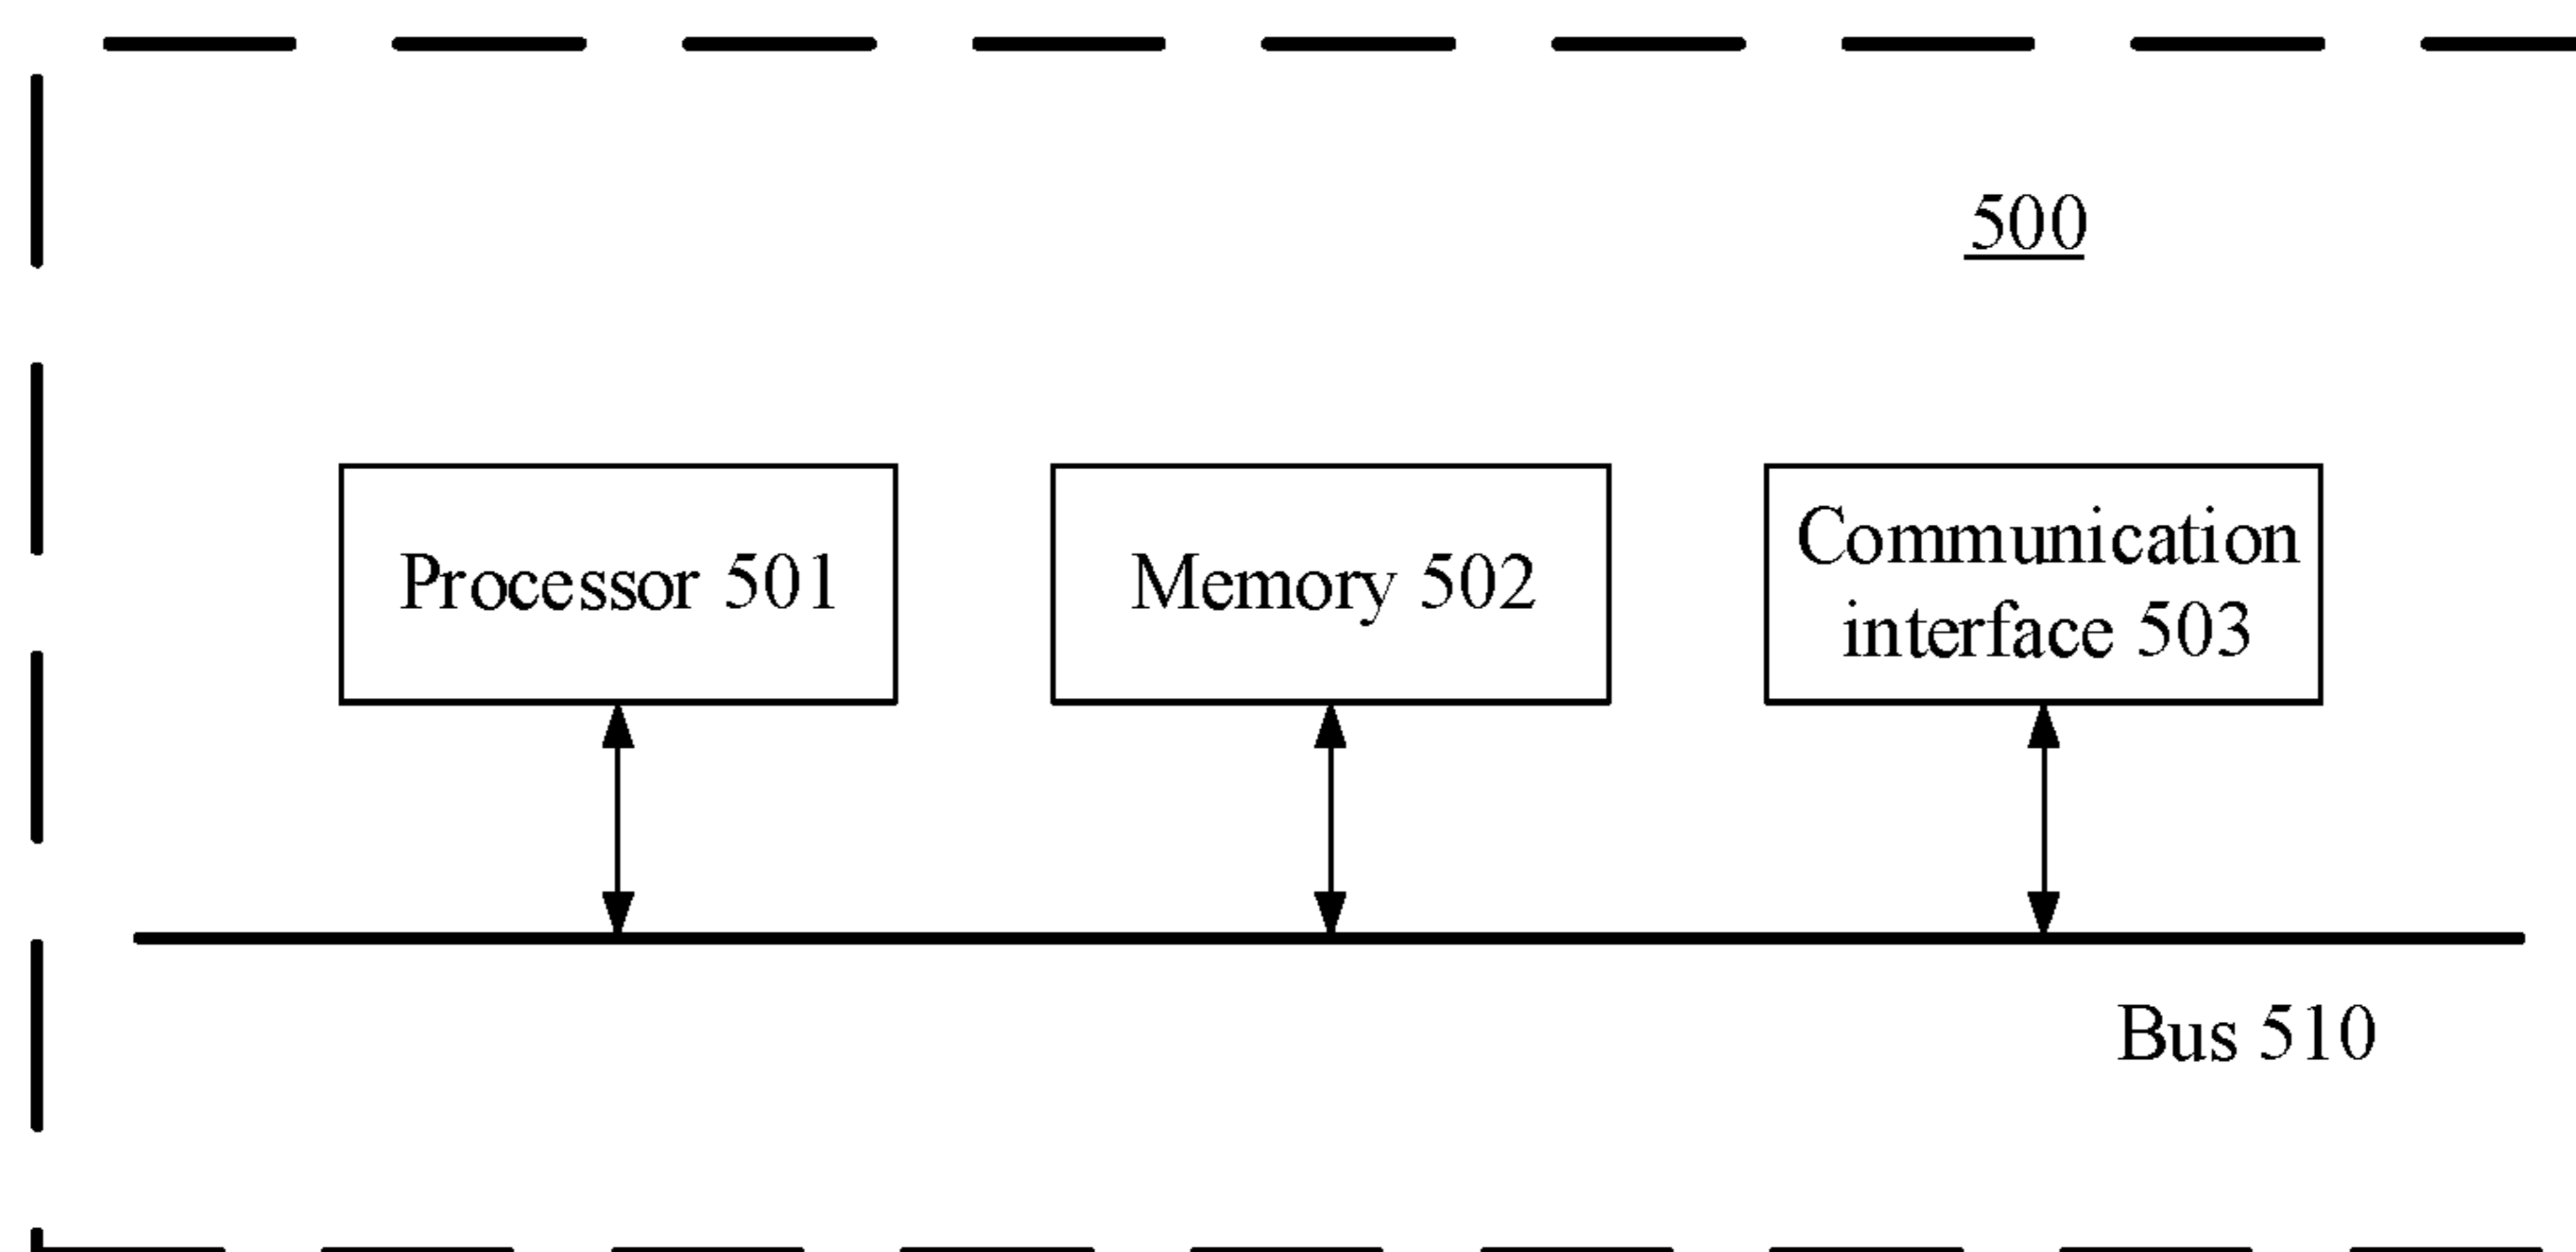 500
Processor 501
Memory 502
Communication
interface 503
Bus 510